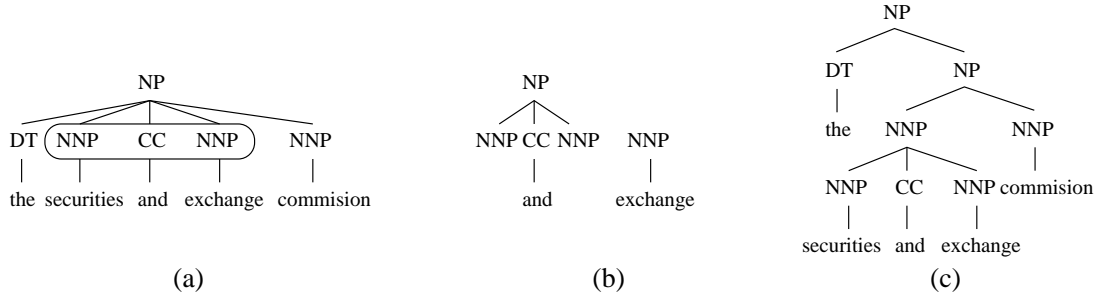 NP
DT NNP CC NNP NNP
the securities and exchange commision
(a)
NP
NNP CC NNP NNP
and exchange
(b)
NP
DT NP
the NNP NNP
NNP CC NNP commision
securities and exchange
(c)